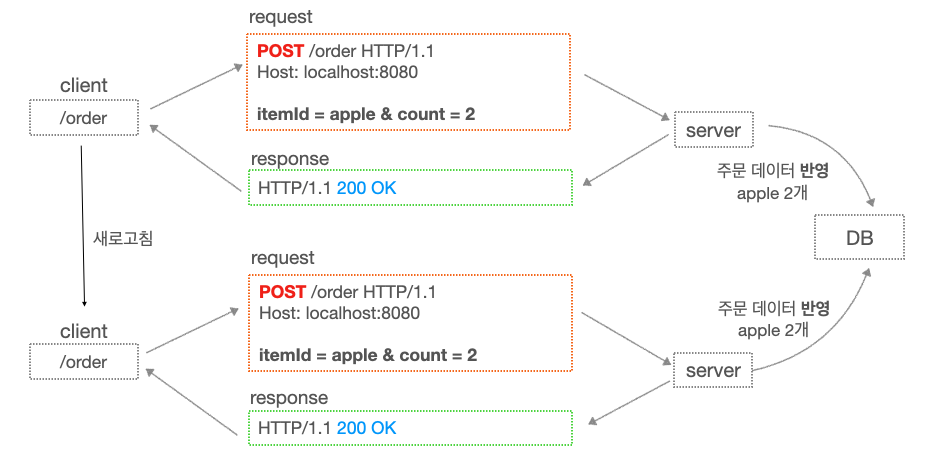 request
POST /order HTTP/1.1
Host: localhost:8080
itemId = apple & count = 2
client
/order
server
response
HTTP/1.1 200 OK
주문 데이터 반영
apple 2개
DB
새로고침
request
POST /order HTTP/1.1
Host: localhost:8080
itemId = apple & count = 2
client
/order
server
주문 데이터 반영
apple 2개
response
HTTP/1.1 200 OK